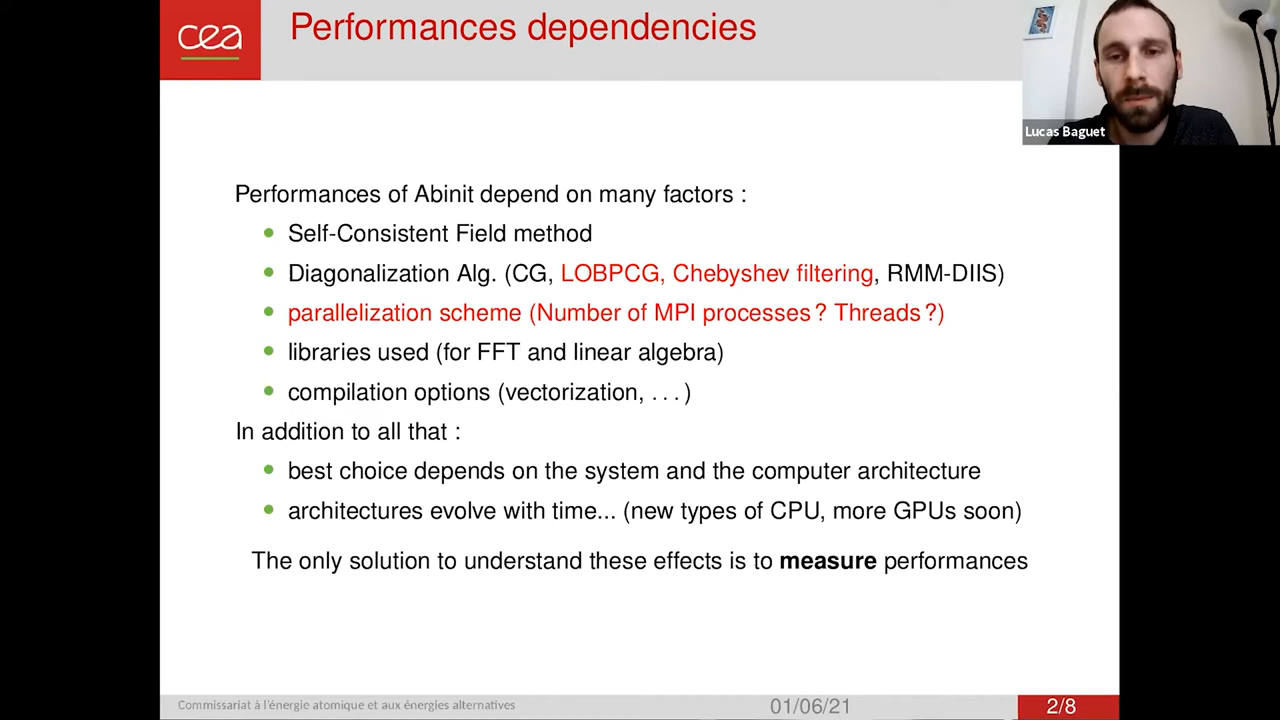 cea
Performances dependencies
Lucas Baguet
Performances of Abinit depend on many factors :
Self-Consistent Field method
Diagonalization Alg. (CG, LOBPCG, Chebyshev filtering, RMM-DIIS)
parallelization scheme (Number of MPI processes ? Threads ?)
libraries used (for FFT and linear algebra)
compilation options (vectorization, . . . )
In addition to all that :
best choice depends on the system and the computer architecture
architectures evolve with time... (new types of CPU, more GPUs soon)
The only solution to understand these effects is to measure performances
Commissariat à l'énergie atomique et aux énergies alternatives
01/06/21
2/8